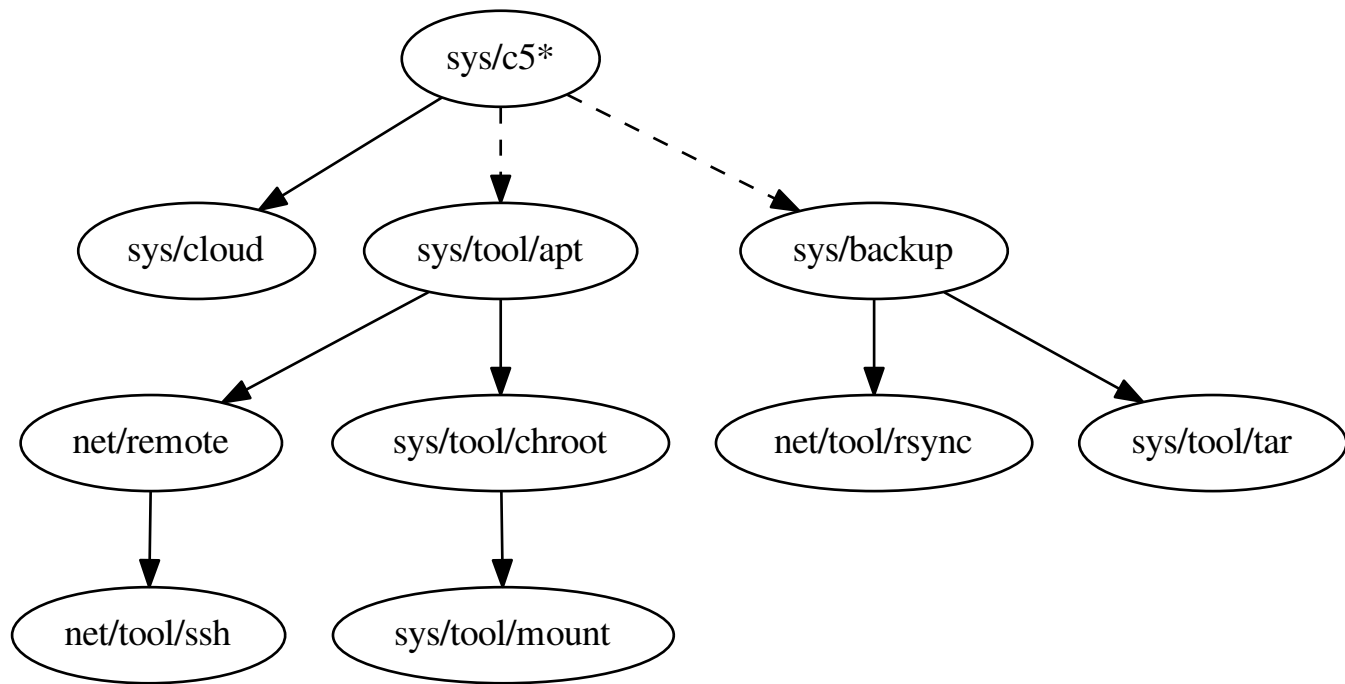 sys/c5*
sys/cloud
sys/tool/apt
sys/backup
net/remote
sys/tool/chroot
net/tool/rsync
sys/tool/tar
net/tool/ssh
sys/tool/mount